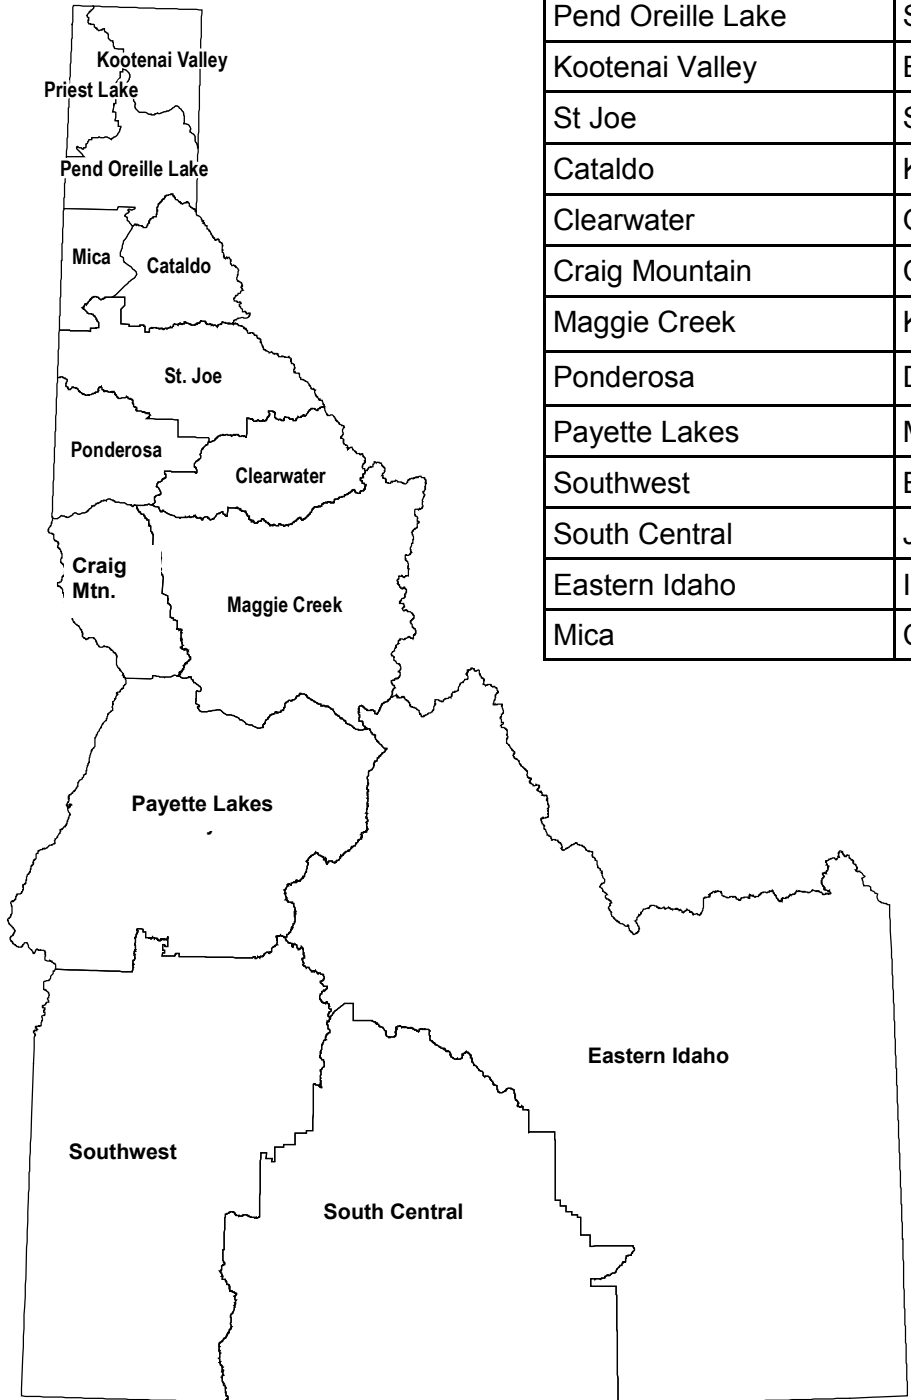 Kootenai Valley
Priest Lake
Pend Oreille Lake
Mica
Cataldo
St. Joe
Ponderosa
Clearwater
Craig
Mtn.
Maggie Creek
Payette Lakes
Eastern Idaho
Southwest
South Central
Pend Oreille Lake
Kootenai Valley
St Joe
Cataldo
Clearwater
Craig Mountain
Maggie Creek
Ponderosa
Payette Lakes
Southwest
South Central
Eastern Idaho
Mica